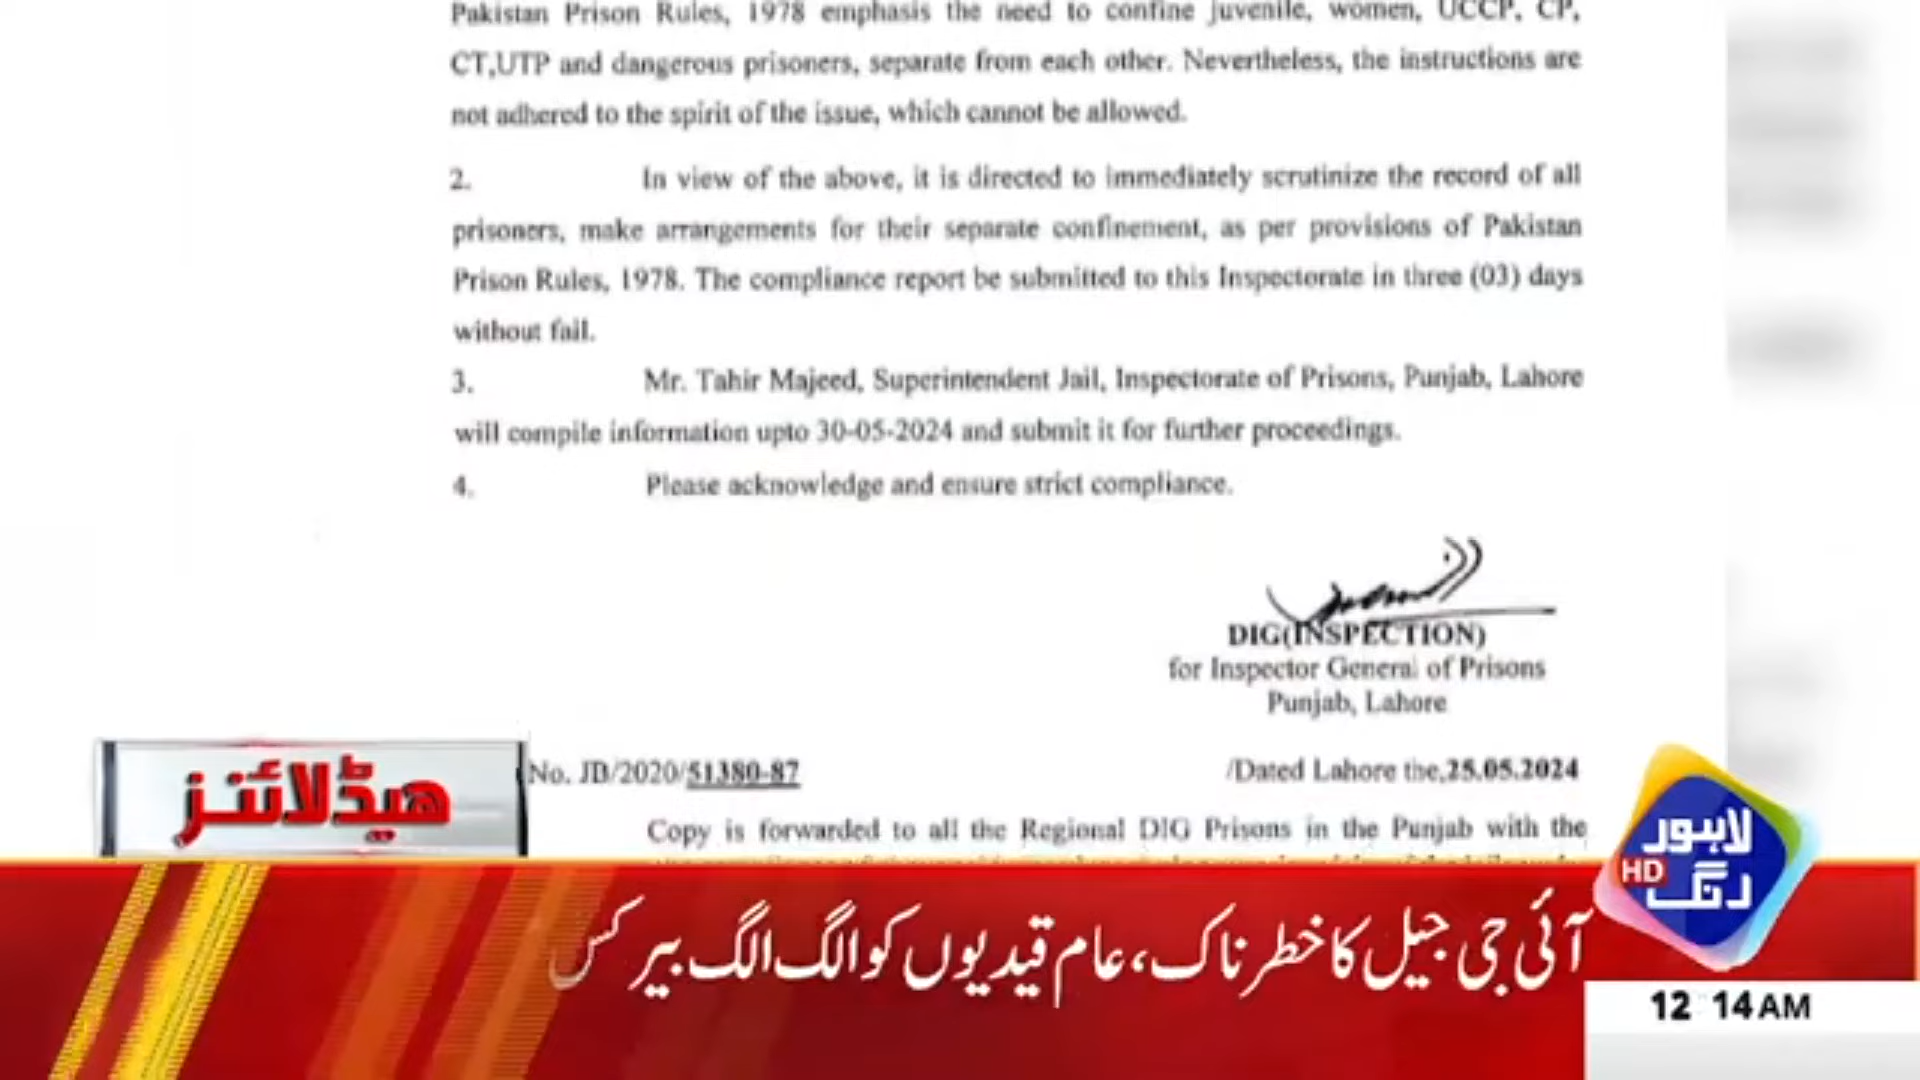 Pakistan Prison Rules, 1978 emphasis the need to confine juvenile, women, UCCP, CP,
CT,UTP and dangerous prisoners, separate from each other. Nevertheless, the instructions are
not adhered to the spirit of the issue, which cannot be allowed.
2. In view of the above, it is directed to immediately scrutinize the record of all
prisoners, make arrangements for their separate confinement, as per provisions of Pakistan
Prison Rules, 1978. The compliance report be submitted to this Inspectorate in three (03) days
without fail.
3. Mr. Tahir Majeed, Superintendent Jail, Inspectorate of Prisons, Punjab, Lahore
will compile information upto 30-05-2024 and submit it for further proceedings.
4. Please acknowledge and ensure strict compliance.
DIG(INSPECTION)
for Inspector General of Prisons
Punjab, Lahore
No. JB/2020/51380-87 /Dated Lahore the,25.05.2024
Copy is forwarded to all the Regional DIG Prisons in the Punjab with the
ہیڈلائنز
لاہور
HD رنگ
آئی جی جیل کا خطرناک، عام قیدیوں کو الگ الگ بیرکس
12:14AM